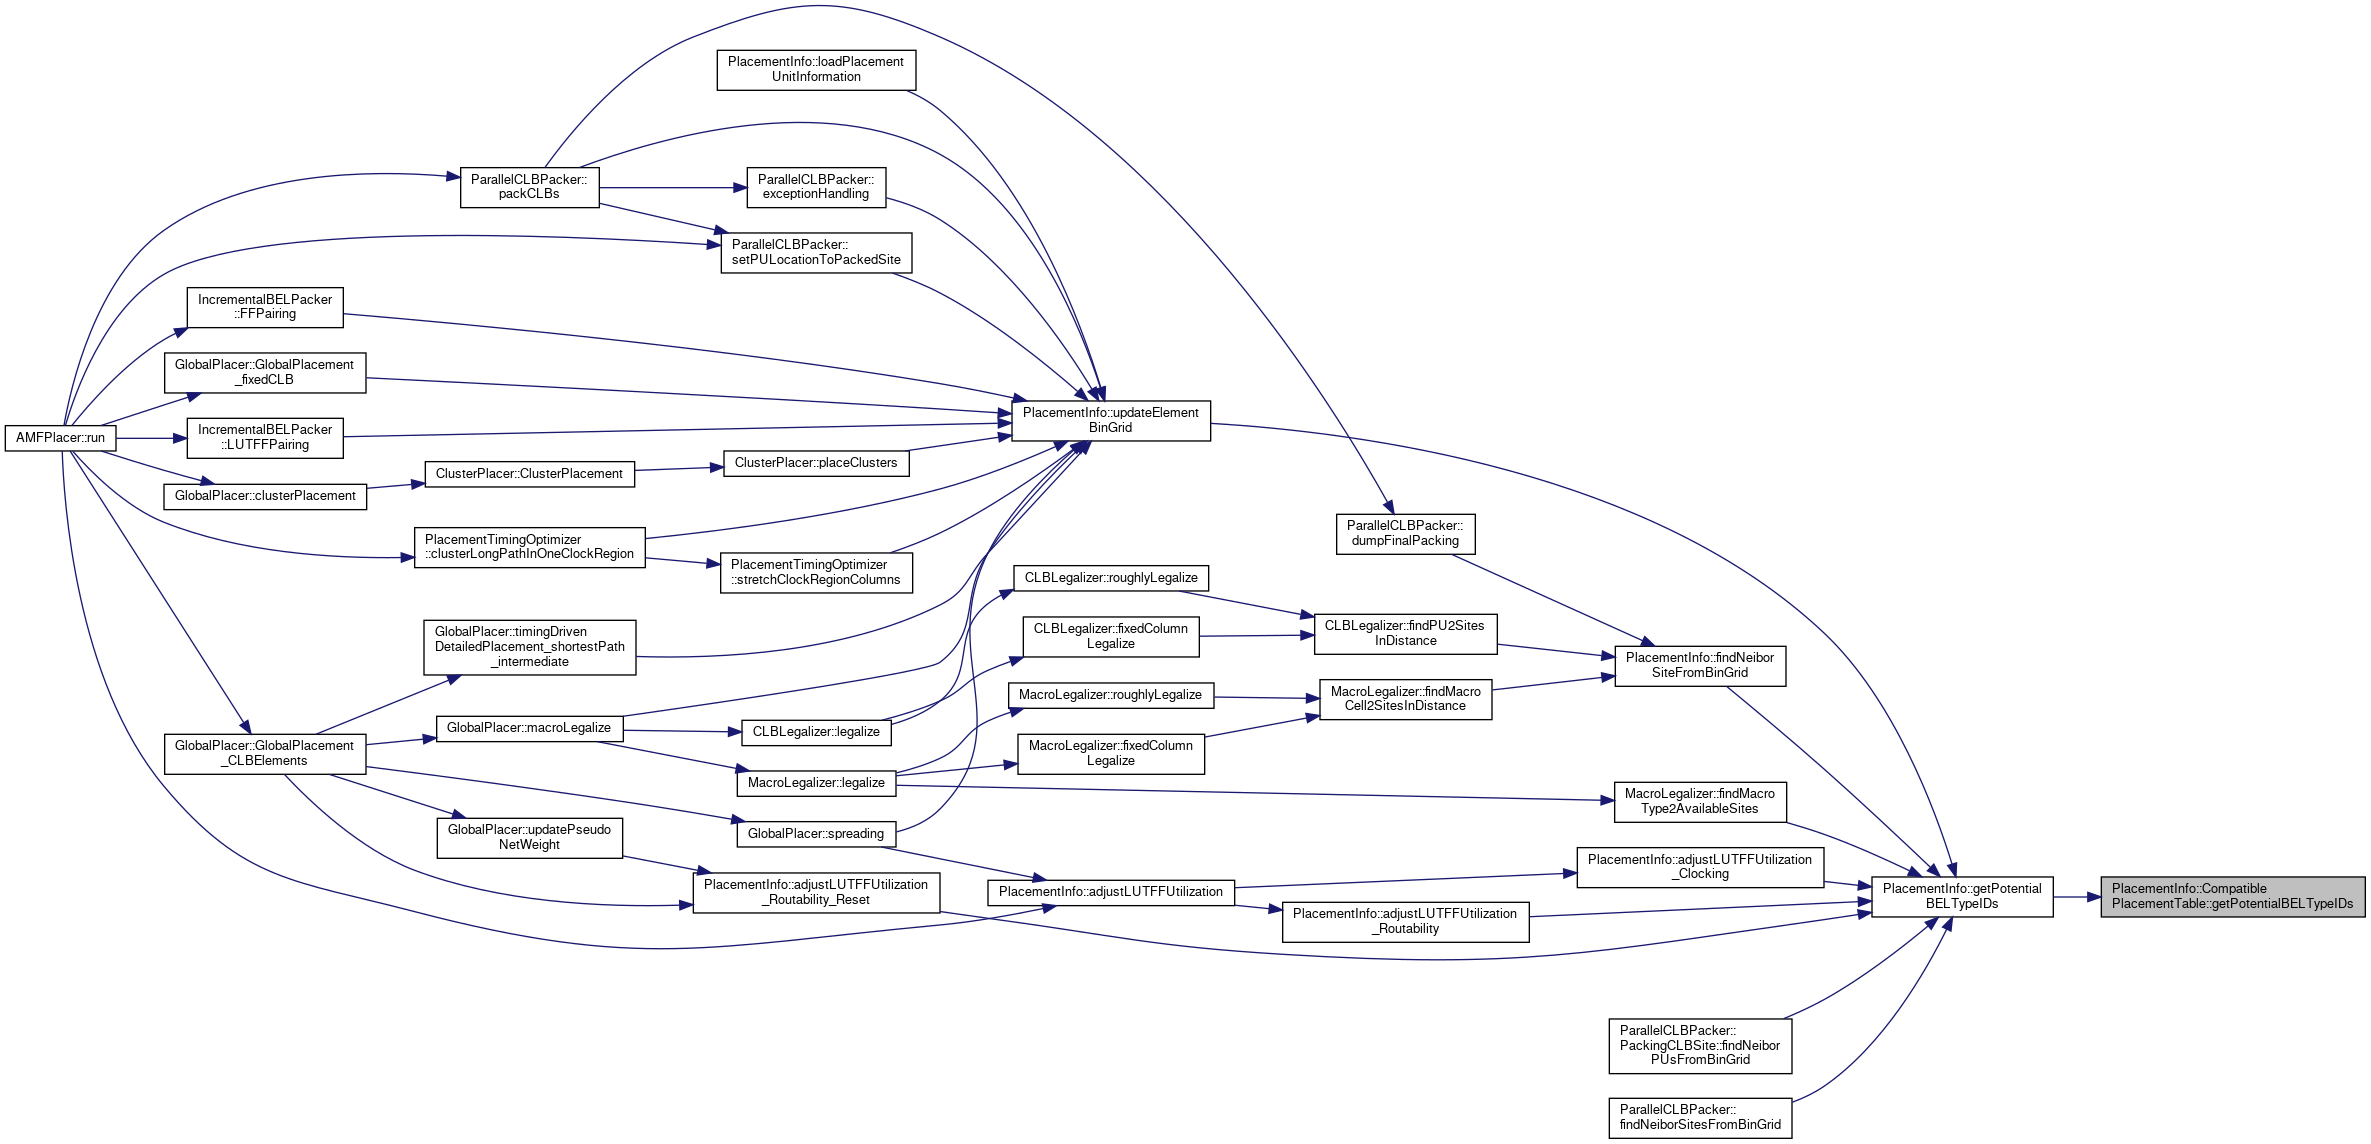 PlacementInfo::loadPlacement
UnitInformation
ParallelCLBPacker::
packCLBs
ParallelCLBPacker::
exceptionHandling
ParallelCLBPacker::
setPULocationToPackedSite
IncrementalBELPacker
::FFPairing
GlobalPlacer::GlobalPlacement
_fixedCLB
AMFPlacer::run
IncrementalBELPacker
::LUTFFPairing
PlacementInfo::updateElement
BinGrid
ClusterPlacer::placeClusters
ClusterPlacer::ClusterPlacement
GlobalPlacer::clusterPlacement
PlacementTimingOptimizer
::clusterLongPathInOneClockRegion
PlacementTimingOptimizer
::stretchClockRegionColumns
ParallelCLBPacker::
dumpFinalPacking
CLBLegalizer::roughlyLegalize
GlobalPlacer::timingDriven
DetailedPlacement_shortestPath
_intermediate
CLBLegalizer::fixedColumn
Legalize
CLBLegalizer::findPU2Sites
InDistance
PlacementInfo::findNeibor
SiteFromBinGrid
MacroLegalizer::roughlyLegalize
MacroLegalizer::findMacro
Cell2SitesInDistance
GlobalPlacer::macroLegalize
CLBLegalizer::legalize
GlobalPlacer::GlobalPlacement
_CLBElements
MacroLegalizer::fixedColumn
Legalize
MacroLegalizer::legalize
MacroLegalizer::findMacro
Type2AvailableSites
GlobalPlacer::updatePseudo
NetWeight
GlobalPlacer::spreading
PlacementInfo::adjustLUTFFUtilization
_Clocking
PlacementInfo::adjustLUTFFUtilization
_Routability_Reset
PlacementInfo::adjustLUTFFUtilization
PlacementInfo::adjustLUTFFUtilization
_Routability
PlacementInfo::getPotential
BELTypeIDs
PlacementInfo::Compatible
PlacementTable::getPotentialBELTypeIDs
ParallelCLBPacker::
PackingCLBSite::findNeibor
PUsFromBinGrid
ParallelCLBPacker::
findNeiborSitesFromBinGrid